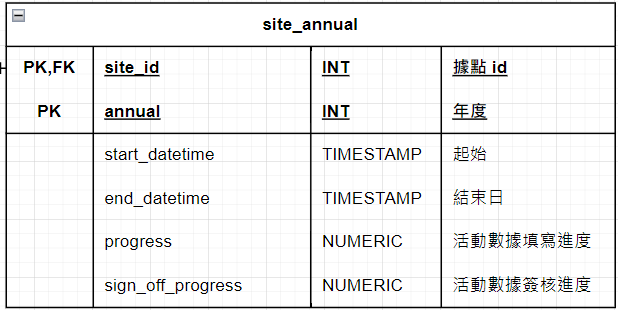 site_annual
PK,FK site_id INT 據點 id
PK annual INT 年度
start_datetime TIMESTAMP 起始
end_datetime TIMESTAMP 結束日
progress NUMERIC 活動數據填寫進度
sign_off_progress NUMERIC 活動數據簽核進度